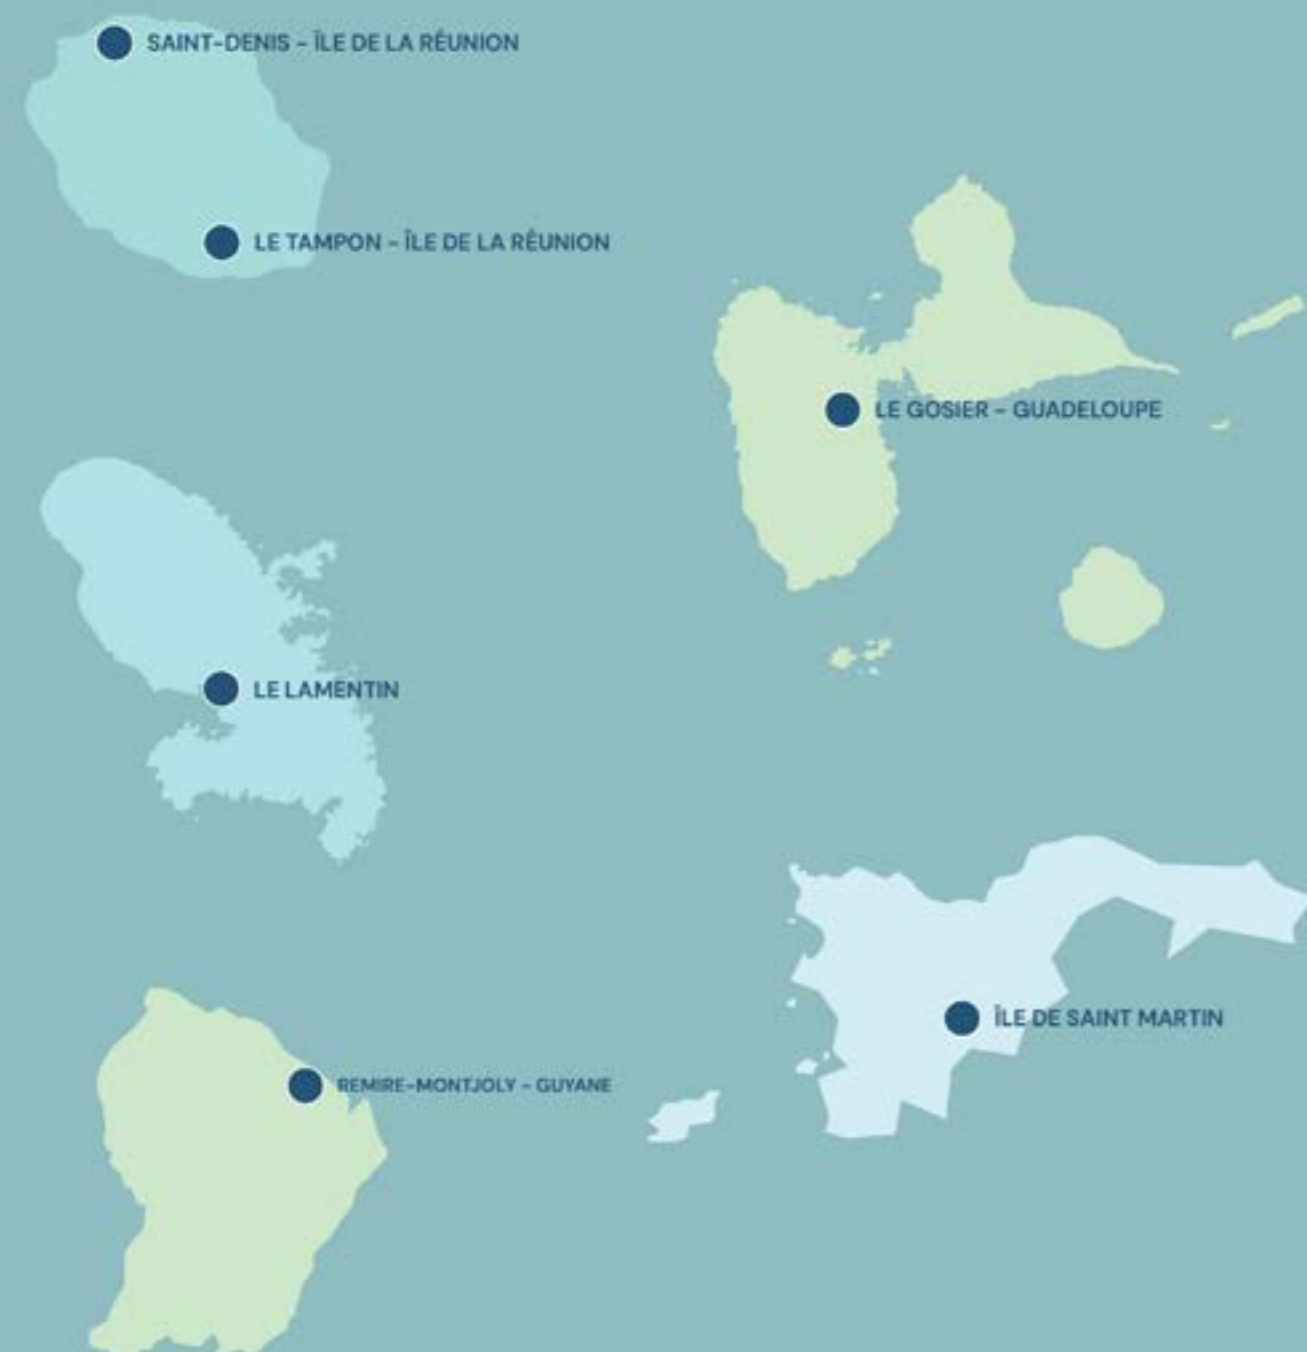 SAINT-DENIS - ÎLE DE LA RÉUNION
LE TAMPON - ÎLE DE LA RÉUNION
LE GOSIER - GUADELOUPE
LE LAMENTIN
ÎLE DE SAINT MARTIN
REMIRE-MONTJOLY - GUYANE